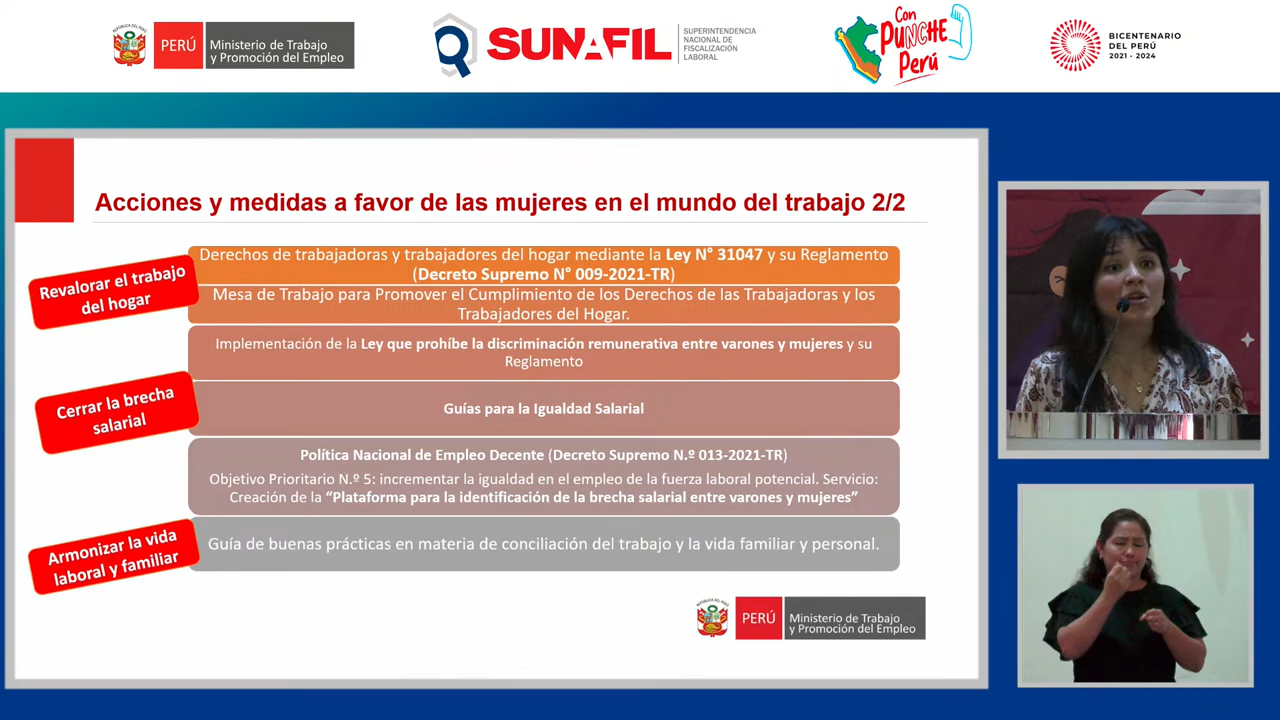 PERÚ
Ministerio de Trabajo
y Promoción del Empleo
SUNAFIL
SUPERINTENDENCIA
NACIONAL DE
FISCALIZACIÓN
LABORAL
Con
PUNCHE
Perú
BICENTENARIO
DEL PERÚ
2021 - 2024
Acciones y medidas a favor de las mujeres en el mundo del trabajo 2/2
Revalorar el trabajo
del hogar
Derechos de trabajadoras y trabajadores del hogar mediante la Ley N° 31047 y su Reglamento
(Decreto Supremo N° 009-2021-TR)
Mesa de Trabajo para Promover el Cumplimiento de los Derechos de las Trabajadoras y los
Trabajadores del Hogar.
Cerrar la brecha
salarial
Implementación de la Ley que prohíbe la discriminación remunerativa entre varones y mujeres y su
Reglamento
Guías para la Igualdad Salarial
Política Nacional de Empleo Decente (Decreto Supremo N.º 013-2021-TR)
Objetivo Prioritario N.º 5: incrementar la igualdad en el empleo de la fuerza laboral potencial. Servicio:
Creación de la “Plataforma para la identificación de la brecha salarial entre varones y mujeres”
Armonizar la vida
laboral y familiar
Guía de buenas prácticas en materia de conciliación del trabajo y la vida familiar y personal.
PERÚ
Ministerio de Trabajo
y Promoción del Empleo